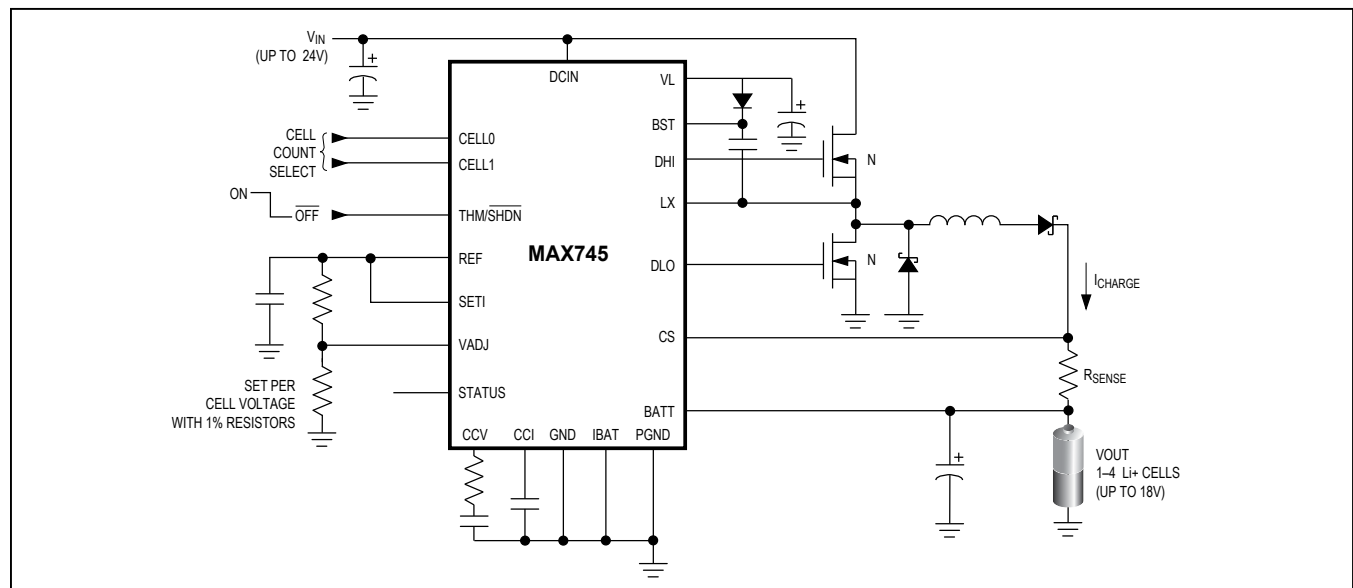 VIN
(UP TO 24V)
DCIN
CELL
COUNT
SELECT
CELL0
CELL1
ON
OFF
THM/SHDN
REF
SETI
VADJ
SET PER
CELL VOLTAGE
WITH 1% RESISTORS
STATUS
MAX745
VL
BST
DHI
LX
DLO
CS
BATT
CCV CCI GND IBAT PGND
N
N
ICHARGE
RSENSE
VOUT
1–4 Li+ CELLS
(UP TO 18V)